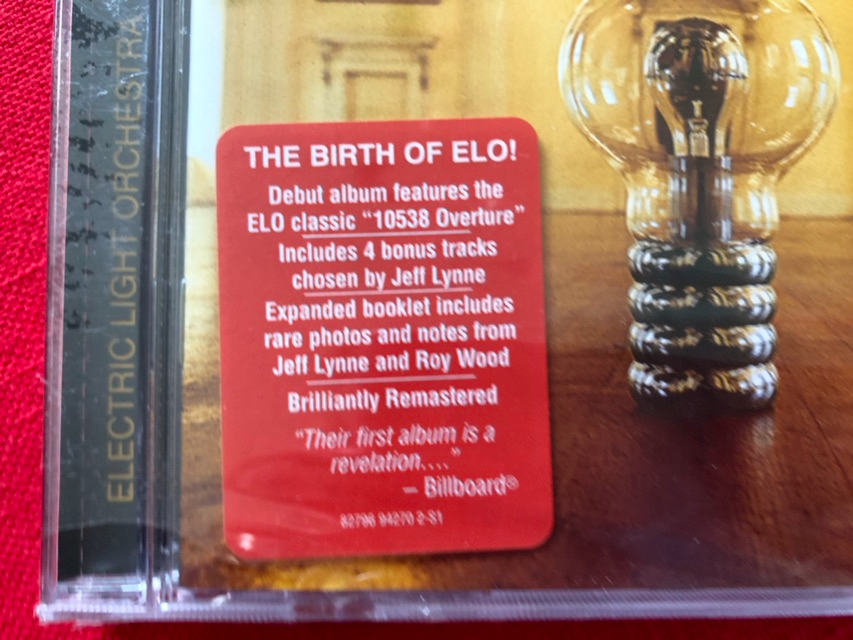 ELECTRIC LIGHT ORCHESTRA
THE BIRTH OF ELO!
Debut album features the
ELO classic “10538 Overture”
Includes 4 bonus tracks
chosen by Jeff Lynne
Expanded booklet includes
rare photos and notes from
Jeff Lynne and Roy Wood
Brilliantly Remastered
“Their first album is a
revelation....”
– Billboard®
82796 94270 2-S1